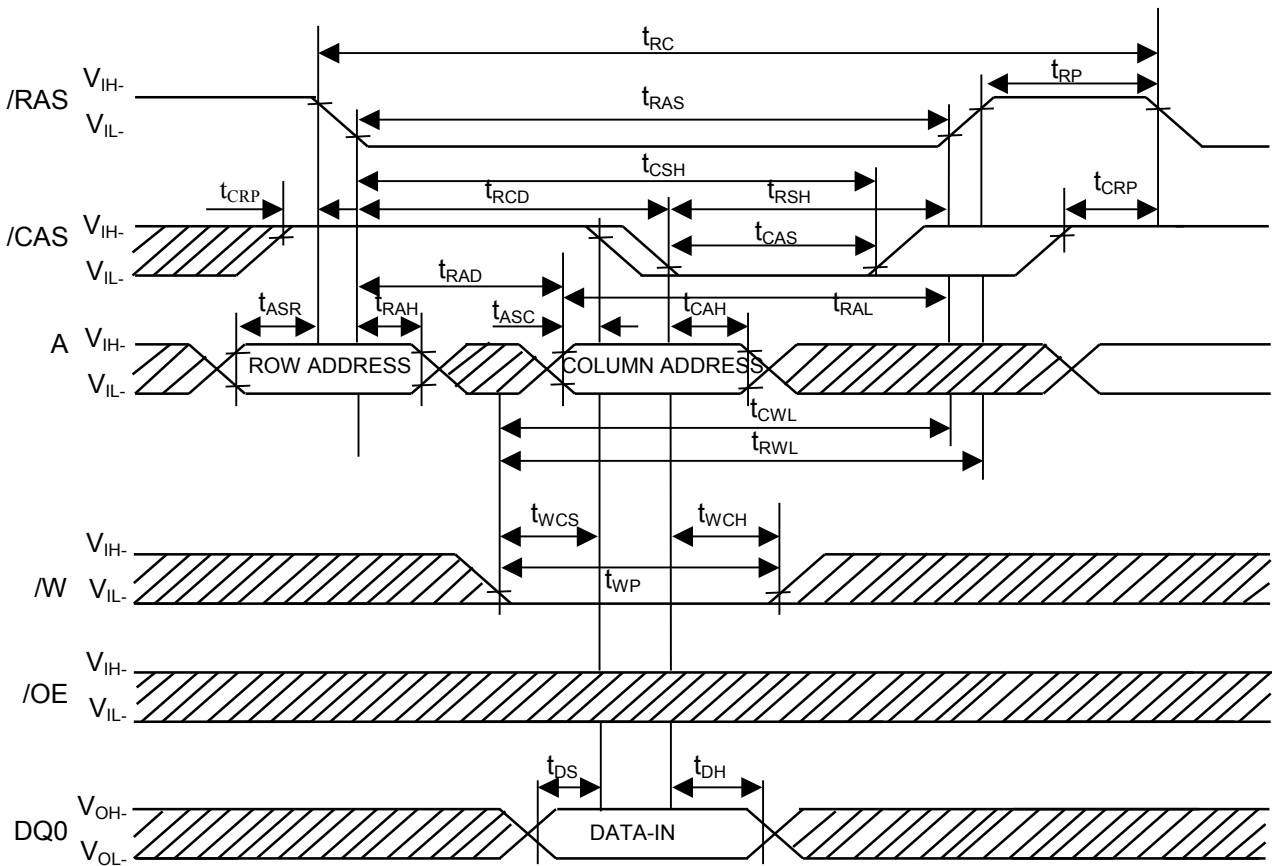 tRC
VIH-
tRP
/RAS
tRAS
VIL-
tCSH
tCRP
tRCD
tRSH
tCRP
VIH-
/CAS
tCAS
VIL-
tRAD
tASR
tRAH
tASC
tCAH
tRAL
A
VIH-
ROW ADDRESS
COLUMN ADDRESS
VIL-
tCWL
tRWL
tWCS
tWCH
VIH-
/W
tWP
VIL-
VIH-
/OE
VIL-
tDS
tDH
VOH-
DQ0
DATA-IN
VOL-